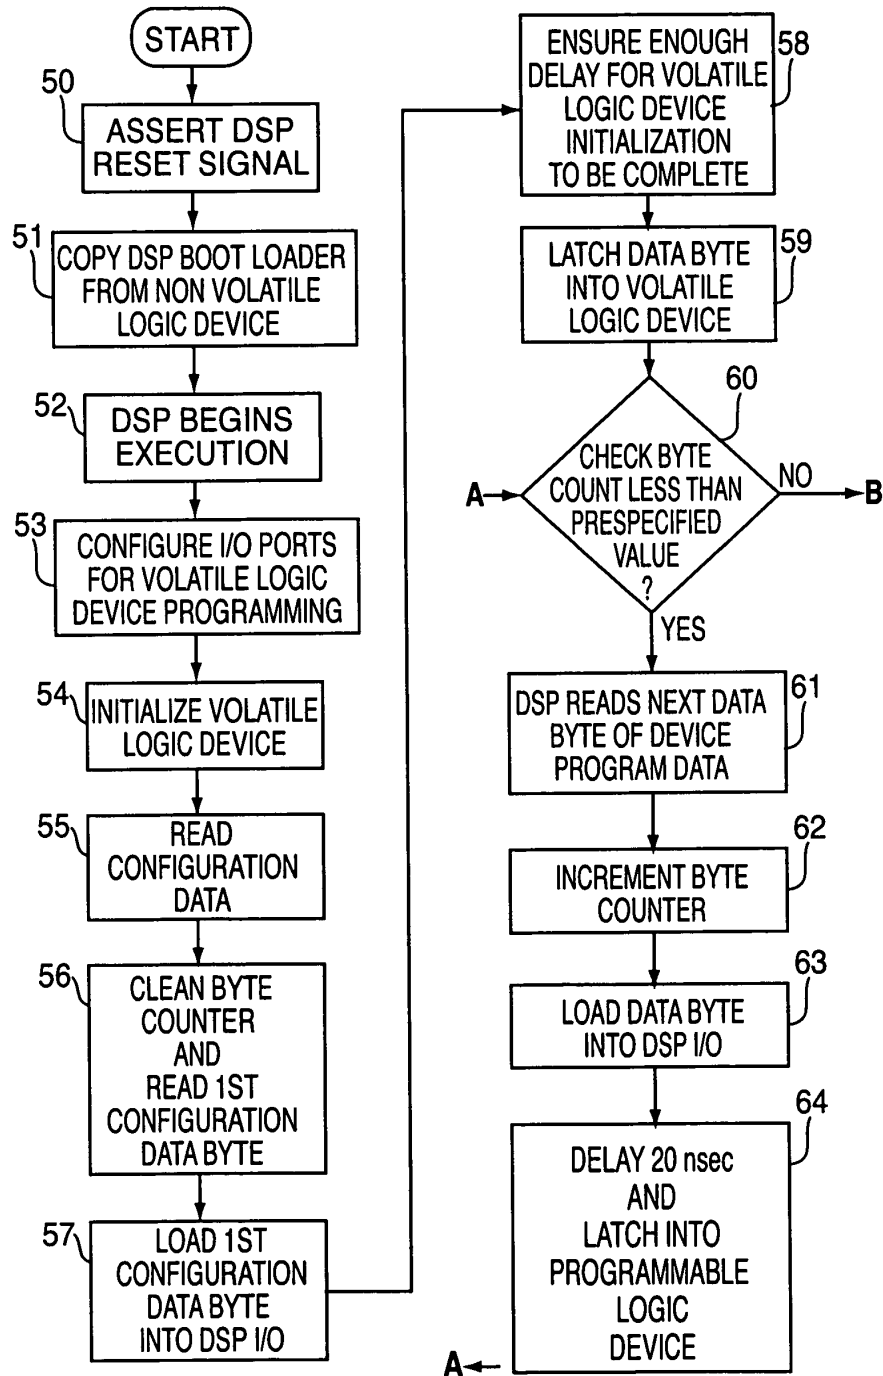 START
50
ASSERT DSP
RESET SIGNAL
51
COPY DSP BOOT LOADER
FROM NON VOLATILE
LOGIC DEVICE
52
DSP BEGINS
EXECUTION
53
CONFIGURE I/O PORTS
FOR VOLATILE LOGIC
DEVICE PROGRAMMING
54
INITIALIZE VOLATILE
LOGIC DEVICE
55
READ
CONFIGURATION
DATA
56
CLEAN BYTE
COUNTER
AND
READ 1ST
CONFIGURATION
DATA BYTE
57
LOAD 1ST
CONFIGURATION
DATA BYTE
INTO DSP I/O
58
ENSURE ENOUGH
DELAY FOR VOLATILE
LOGIC DEVICE
INITIALIZATION
TO BE COMPLETE
59
LATCH DATA BYTE
INTO VOLATILE
LOGIC DEVICE
60
A
CHECK BYTE
COUNT LESS THAN
PRESPECIFIED
VALUE
?
NO
B
YES
61
DSP READS NEXT DATA
BYTE OF DEVICE
PROGRAM DATA
62
INCREMENT BYTE
COUNTER
63
LOAD DATA BYTE
INTO DSP I/O
64
DELAY 20 nsec
AND
LATCH INTO
PROGRAMMABLE
LOGIC
DEVICE
A